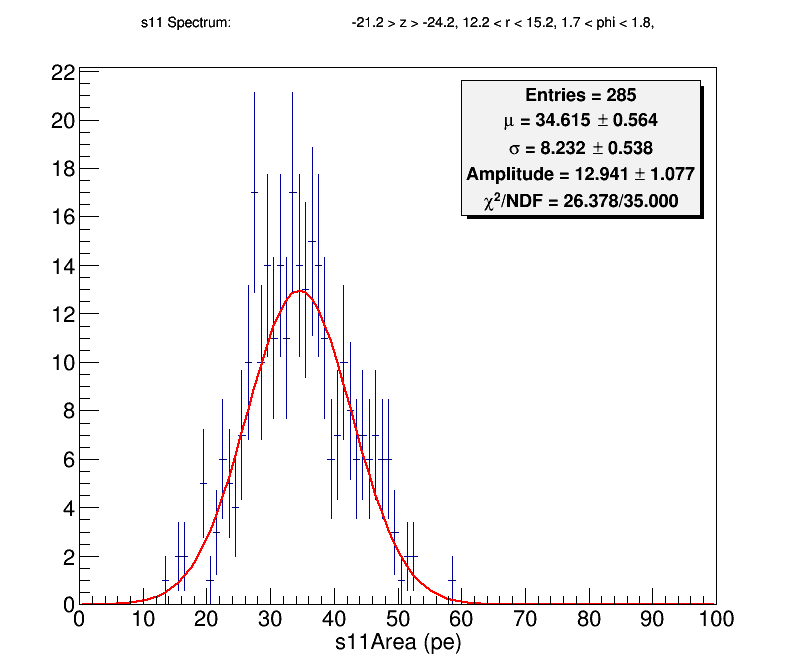 s11 Spectrum: -21.2 > z > -24.2, 12.2 < r < 15.2, 1.7 < phi < 1.8,
Entries = 285
μ = 34.615 ± 0.564
σ = 8.232 ± 0.538
Amplitude = 12.941 ± 1.077
χ²/NDF = 26.378/35.000
22
20
18
16
14
12
10
8
6
4
2
0
0 10 20 30 40 50 60 70 80 90 100
s11Area (pe)